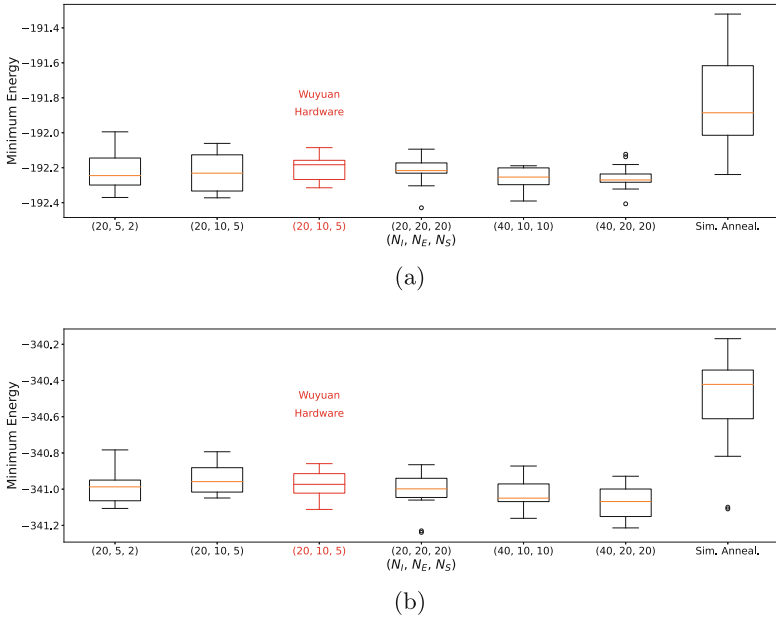 −191.4
−191.6
−191.8
−192.0
−192.2
−192.4
Minimum Energy
Wuyuan
Hardware
(20, 5, 2) (20, 10, 5) (20, 10, 5) (20, 20, 20) (40, 10, 10) (40, 20, 20) Sim. Anneal.
(N_I, N_E, N_S)
(a)
−340.2
−340.4
−340.6
−340.8
−341.0
−341.2
Minimum Energy
Wuyuan
Hardware
(20, 5, 2) (20, 10, 5) (20, 10, 5) (20, 20, 20) (40, 10, 10) (40, 20, 20) Sim. Anneal.
(N_I, N_E, N_S)
(b)